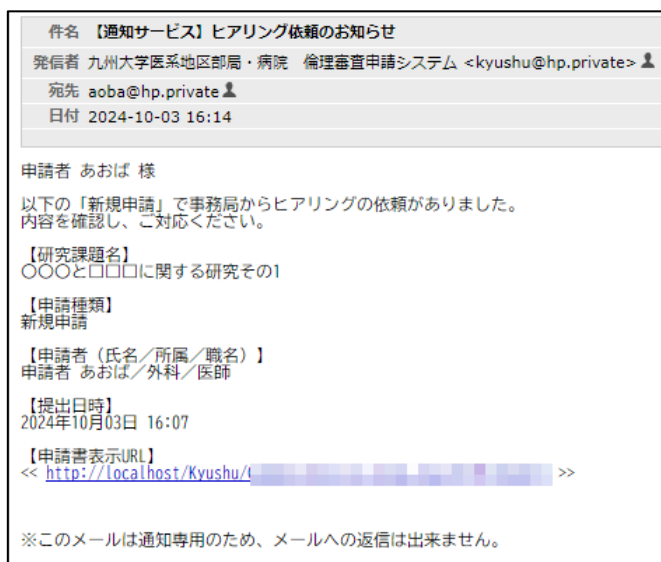 件名 【通知サービス】ヒアリング依頼のお知らせ
発信者 九州大学医系地区部局・病院 倫理審査申請システム <kyushu@hp.private>
宛先 aoba@hp.private
日付 2024-10-03 16:14
申請者 あおば 様
以下の「新規申請」で事務局からヒアリングの依頼がありました。
内容を確認し、ご対応ください。
【研究課題名】
〇〇〇と□□□に関する研究その1
【申請種類】
新規申請
【申請者（氏名／所属／職名）】
申請者 あおば／外科／医師
【提出日時】
2024年10月03日 16:07
【申請書表示URL】
<< http://localhost/Kyushu/ >>
※このメールは通知専用のため、メールへの返信は出来ません。